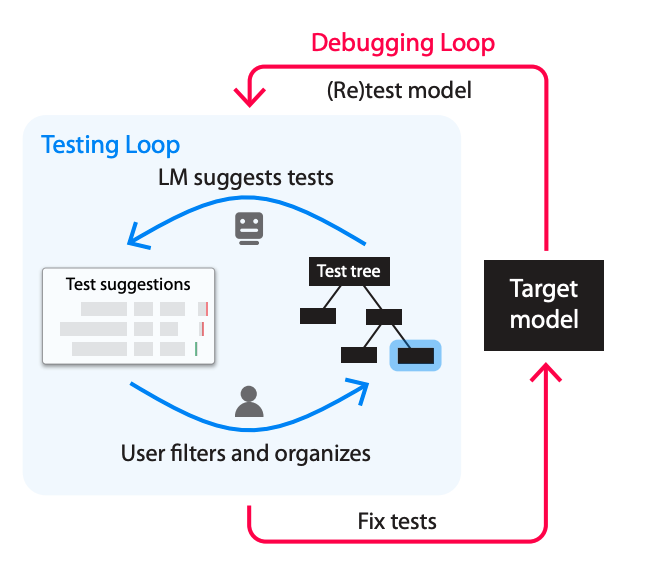 Debugging Loop
(Re)test model
Testing Loop
LM suggests tests
Test suggestions
Test tree
Target
model
User filters and organizes
Fix tests